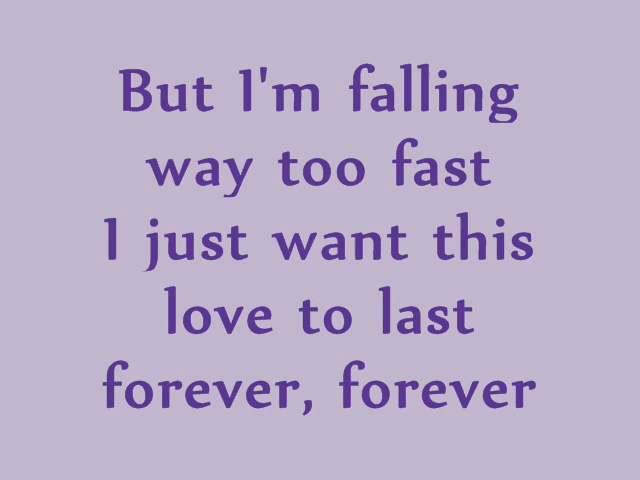 But I'm falling
way too fast
I just want this
love to last
forever, forever